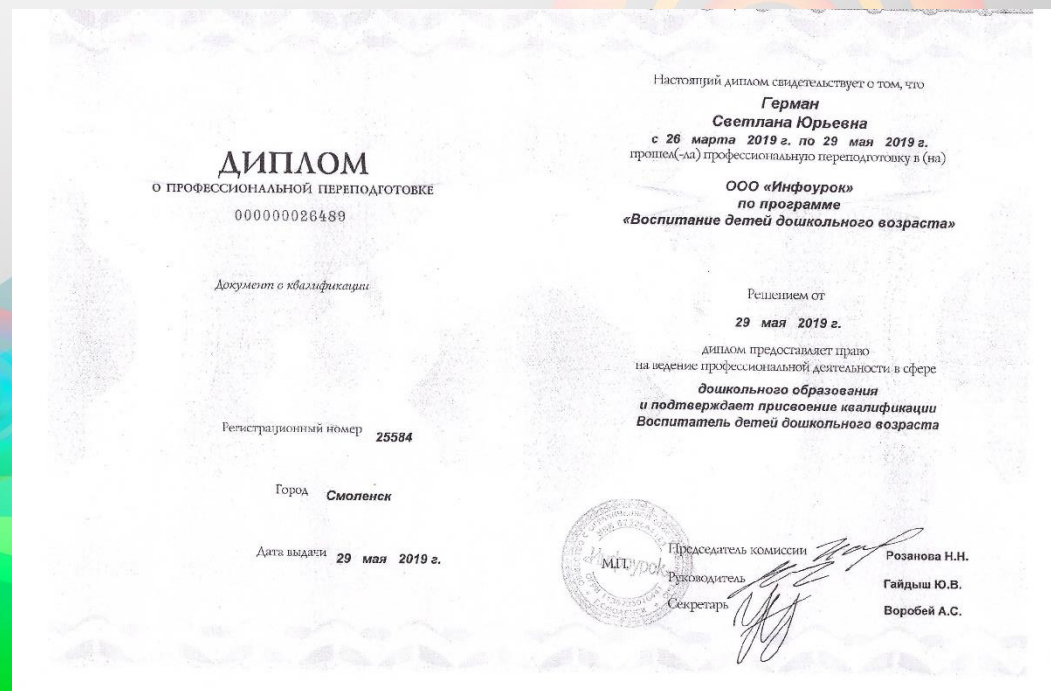 ДИПЛОМ
О ПРОФЕССИОНАЛЬНОЙ ПЕРЕПОДГОТОВКЕ
000000026489
Документ о квалификации
Регистрационный номер 25584
Город Смоленск
Дата выдачи 29 мая 2019 г.
Настоящий диплом свидетельствует о том, что
Герман
Светлана Юрьевна
с 26 марта 2019 г. по 29 мая 2019 г.
прошел(-ла) профессиональную переподготовку в (на)
ООО «Инфоурок»
по программе
«Воспитание детей дошкольного возраста»
Решением от
29 мая 2019 г.
диплом предоставляет право
на ведение профессиональной деятельности в сфере
дошкольного образования
и подтверждает присвоение квалификации
Воспитатель детей дошкольного возраста
М.П.
Инфоурок
Председатель комиссии Розанова Н.Н.
Руководитель Гайдыш Ю.В.
Секретарь Воробей А.С.